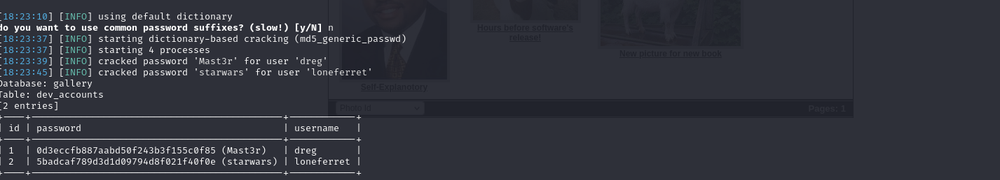 [18:23:10] [INFO] using default dictionary
do you want to use common password suffixes? (slow!) [y/N] n
[18:23:37] [INFO] starting dictionary-based cracking (md5_generic_passwd)
[18:23:37] [INFO] starting 4 processes
[18:23:39] [INFO] cracked password 'Mast3r' for user 'dreg'
[18:23:45] [INFO] cracked password 'starwars' for user 'loneferret'
Database: gallery
Table: dev_accounts
[2 entries]
+----+---------------------------------------------+------------+
| id | password | username |
+----+---------------------------------------------+------------+
| 1 | 0d3eccfb887aabd50f243b3f155c0f85 (Mast3r) | dreg |
| 2 | 5badcaf789d3d1d09794d8f021f40f0e (starwars) | loneferret |
+----+---------------------------------------------+------------+
Hours before software's
release!
New picture for new book
Self-Explanotory
Photo Id
Pages: 1